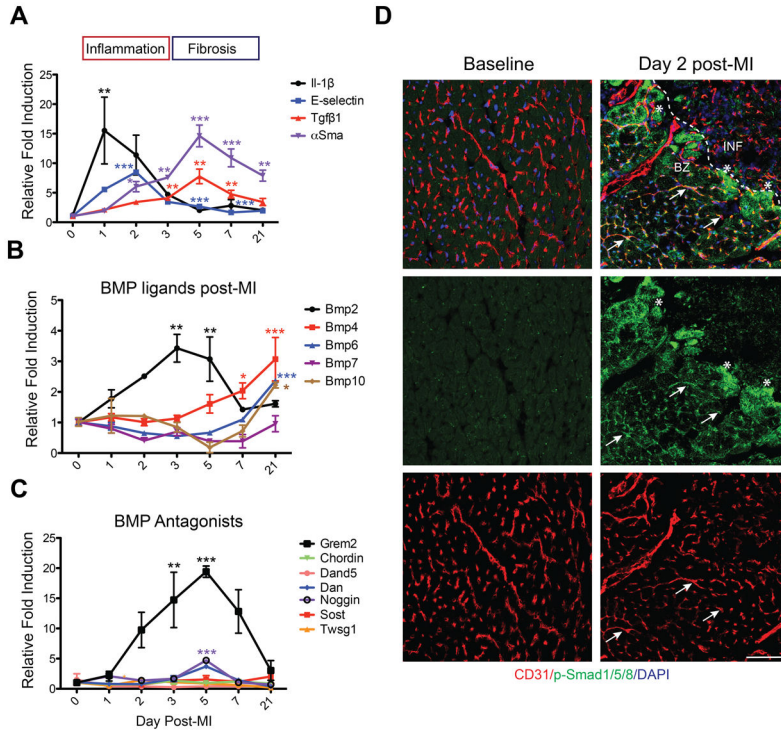 A
Inflammation Fibrosis
Relative Fold Induction
25
20
15
10
5
0
0 1 2 3 5 7 21
** *** * ** ** *** ** *** *** ** *** **
Il-1β
E-selectin
Tgfβ1
αSma
B
BMP ligands post-MI
Relative Fold Induction
5
4
3
2
1
0
0 1 2 3 5 7 21
** ** * *** *** *
Bmp2
Bmp4
Bmp6
Bmp7
Bmp10
C
BMP Antagonists
Relative Fold Induction
25
20
15
10
5
0
0 1 2 3 5 7 21
** *** ***
Day Post-MI
Grem2
Chordin
Dand5
Dan
Noggin
Sost
Twsg1
D
Baseline Day 2 post-MI
* INF
BZ * *
*
* *
CD31/p-Smad1/5/8/DAPI